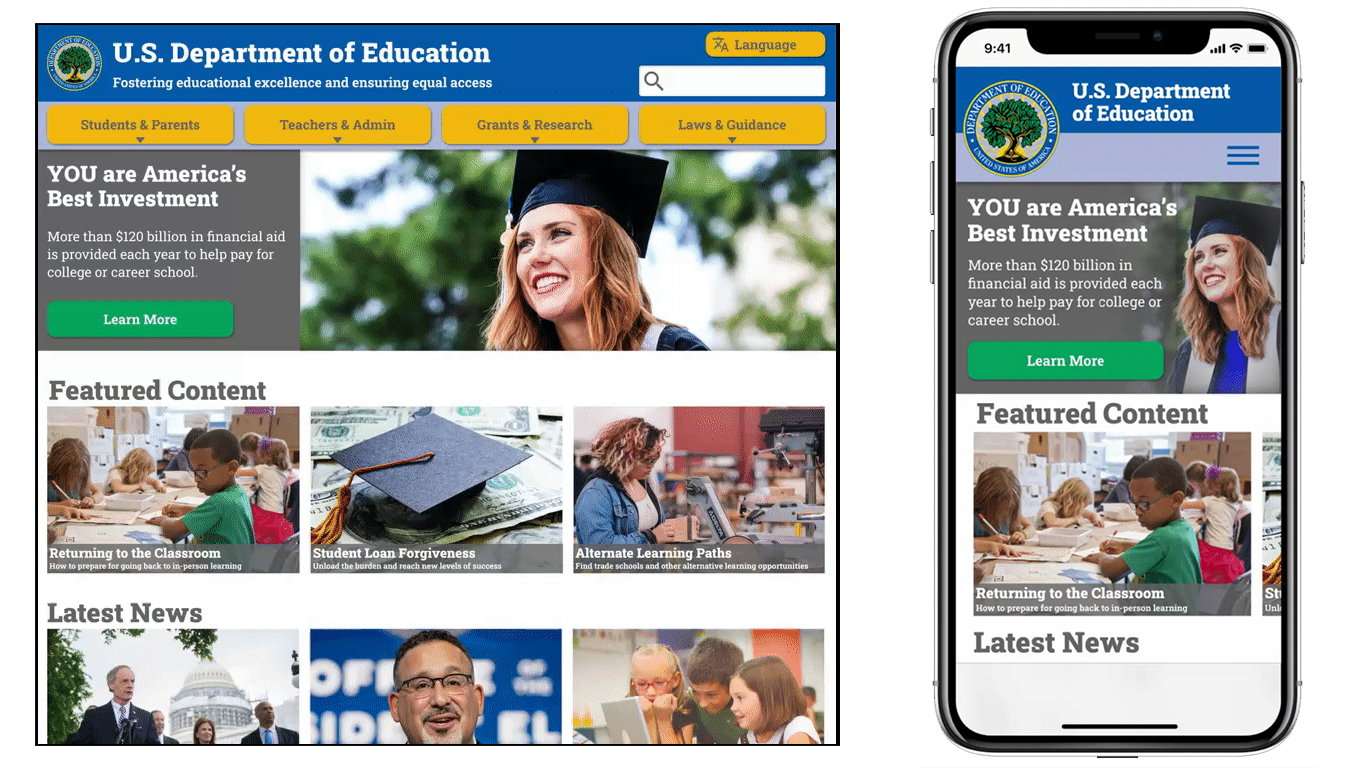 U.S. Department of Education
Fostering educational excellence and ensuring equal access
Language
Students & Parents
Teachers & Admin
Grants & Research
Laws & Guidance
YOU are America's
Best Investment
More than $120 billion in financial aid
is provided each year to help pay for
college or career school.
Learn More
Featured Content
Returning to the Classroom
How to prepare for going back to in-person learning
Student Loan Forgiveness
Unload the burden and reach new levels of success
Alternate Learning Paths
Find trade schools and other alternative learning opportunities
Latest News
9:41
DEPARTMENT OF EDUCATION
UNITED STATES OF AMERICA
U.S. Department
of Education
YOU are America's
Best Investment
More than $120 billion in
financial aid is provided each
year to help pay for college or
career school.
Learn More
Featured Content
Returning to the Classroom
How to prepare for going back to in-person learning
Latest News